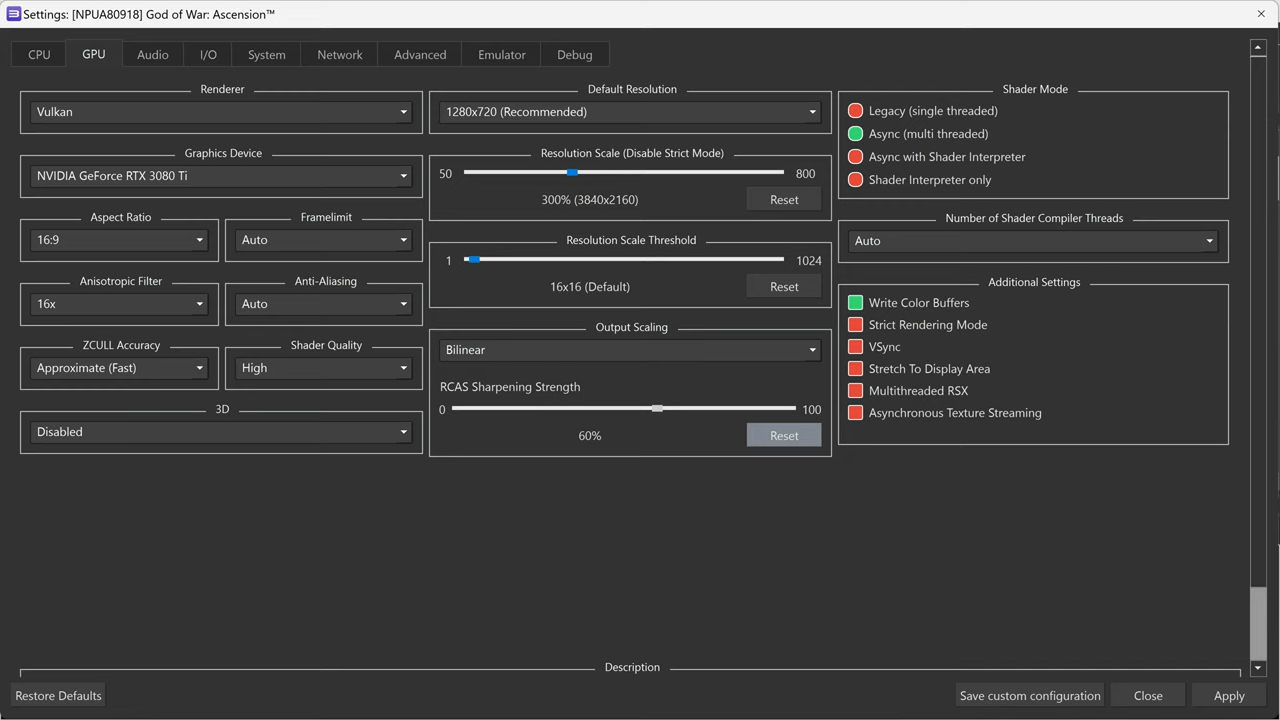 Settings: [NPUA80918] God of War: Ascension™
CPU
GPU
Audio
I/O
System
Network
Advanced
Emulator
Debug
Renderer
Vulkan
Graphics Device
NVIDIA GeForce RTX 3080 Ti
Aspect Ratio
16:9
Framelimit
Auto
Anisotropic Filter
16x
Anti-Aliasing
Auto
ZCULL Accuracy
Approximate (Fast)
Shader Quality
High
3D
Disabled
Default Resolution
1280x720 (Recommended)
Resolution Scale (Disable Strict Mode)
50
800
300% (3840x2160)
Reset
Resolution Scale Threshold
1
1024
16x16 (Default)
Reset
Output Scaling
Bilinear
RCAS Sharpening Strength
0
100
60%
Reset
Shader Mode
Legacy (single threaded)
Async (multi threaded)
Async with Shader Interpreter
Shader Interpreter only
Number of Shader Compiler Threads
Auto
Additional Settings
Write Color Buffers
Strict Rendering Mode
VSync
Stretch To Display Area
Multithreaded RSX
Asynchronous Texture Streaming
Description
Restore Defaults
Save custom configuration
Close
Apply